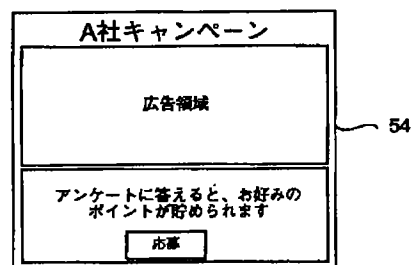 A社キャンペーン
広告領域
54
アンケートに答えると、お好みの
ポイントが貯められます
応募